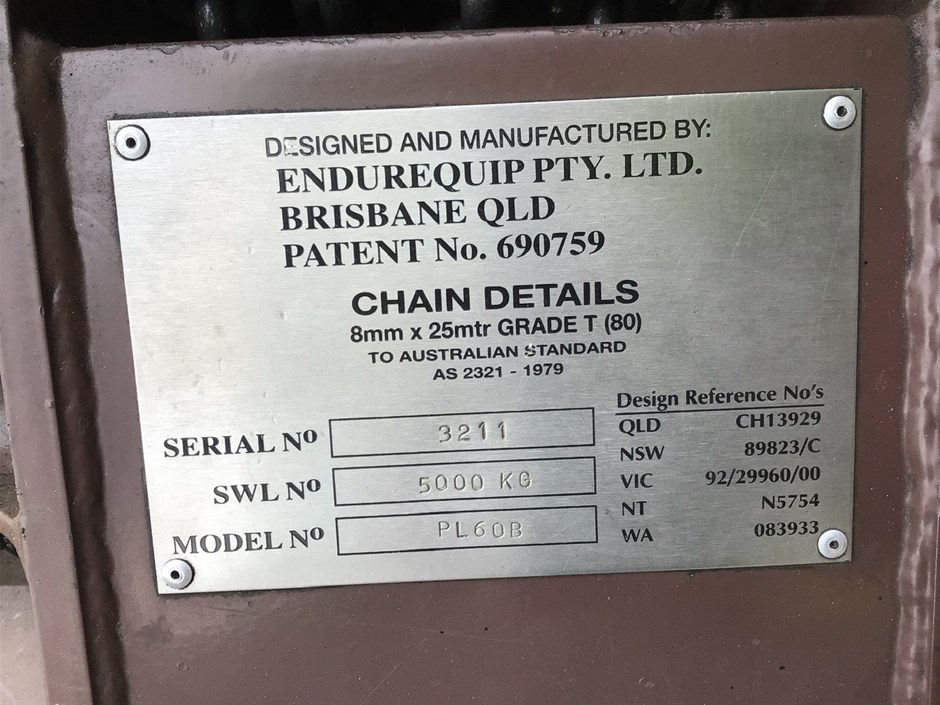 DESIGNED AND MANUFACTURED BY:
ENDUREQUIP PTY. LTD.
BRISBANE QLD
PATENT No. 690759
CHAIN DETAILS
8mm x 25mtr GRADE T (80)
TO AUSTRALIAN STANDARD
AS 2321 - 1979
SERIAL No 3211
SWL No 5000 KG
MODEL No PL60B
Design Reference No's
QLD CH13929
NSW 89823/C
VIC 92/29960/00
NT N5754
WA 083933